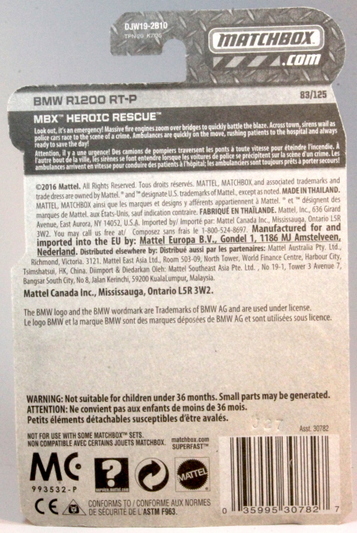 DJW19-2B10
MATCHBOX
.com
BMW R1200 RT-P
83/125
MBX™ HEROIC RESCUE™
Look out, it's an emergency! Massive fire engines zoom over bridges to quickly battle the blaze. Across town, sirens wail as
police cars race to the scene of a crime. Ambulances are quickly on the move, rushing patients to the hospital and always
ready to save the day!
Attention, il y a une urgence! Des camions de pompiers traversent les ponts à toute vitesse pour éteindre l'incendie. À
l'autre bout de la ville, les sirènes se font entendre lorsque les voitures de police se précipitent sur la scène d'un crime. Les
ambulances accourent pour conduire des patients à l'hôpital; les ambulanciers sont toujours prêts à porter secours!
©2016 Mattel. All Rights Reserved. Tous droits réservés. MATTEL, MATCHBOX and associated trademarks and
trade dress are owned by Mattel. ® and ™ designate U.S. trademarks of Mattel, except as noted. MADE IN THAILAND.
MATTEL, MATCHBOX ainsi que les marques et designs y afférents appartiennent à Mattel. ® et ™ désignent des
marques de Mattel aux États-Unis, sauf indication contraire. FABRIQUÉ EN THAÏLANDE. Mattel, Inc., 636 Girard
Avenue, East Aurora, NY 14052, U.S.A. Imported by/ Importé par: Mattel Canada Inc., Mississauga, Ontario L5R
3W2. You may call us free at/ Composez sans frais le 1-800-524-8697. Manufactured for and
imported into the EU by: Mattel Europa B.V., Gondel 1, 1186 MJ Amstelveen,
Nederland. Distributed elsewhere by: Distribué aussi par les partenaires: Mattel Australia Pty. Ltd.,
Richmond, Victoria. 3121. Mattel East Asia Ltd., Room 503-09, North Tower, World Finance Centre, Harbour City,
Tsimshatsui, HK, China. Diimport & Diedarkan Oleh: Mattel Southeast Asia Pte. Ltd., No 19-1, Tower 3 Avenue 7,
Bangsar South City, No 8, Jalan Kerinchi, 59200 Kuala Lumpur, Malaysia.
Mattel Canada Inc., Mississauga, Ontario L5R 3W2.
The BMW logo and the BMW wordmark are Trademarks of BMW AG and are used under license.
Le logo BMW et la marque BMW sont des marques déposées de BMW AG et sont utilisées sous licence.
WARNING: Not suitable for children under 36 months. Small parts may be generated.
ATTENTION: Ne convient pas aux enfants de moins de 36 mois.
Petits éléments détachables susceptibles d'être avalés.
NOT FOR USE WITH SOME MATCHBOX™ SETS.
NON COMPATIBLE AVEC CERTAINS JOUETS MATCHBOX.
matchbox.com
SUPERFAST™
Asst. 30782
MC
MATTEL
993532-P
CE
CONFORMS TO / CONFORME AUX NORMES
DE SÉCURITÉ DE L'ASTM F963.
0 35995 30782 7